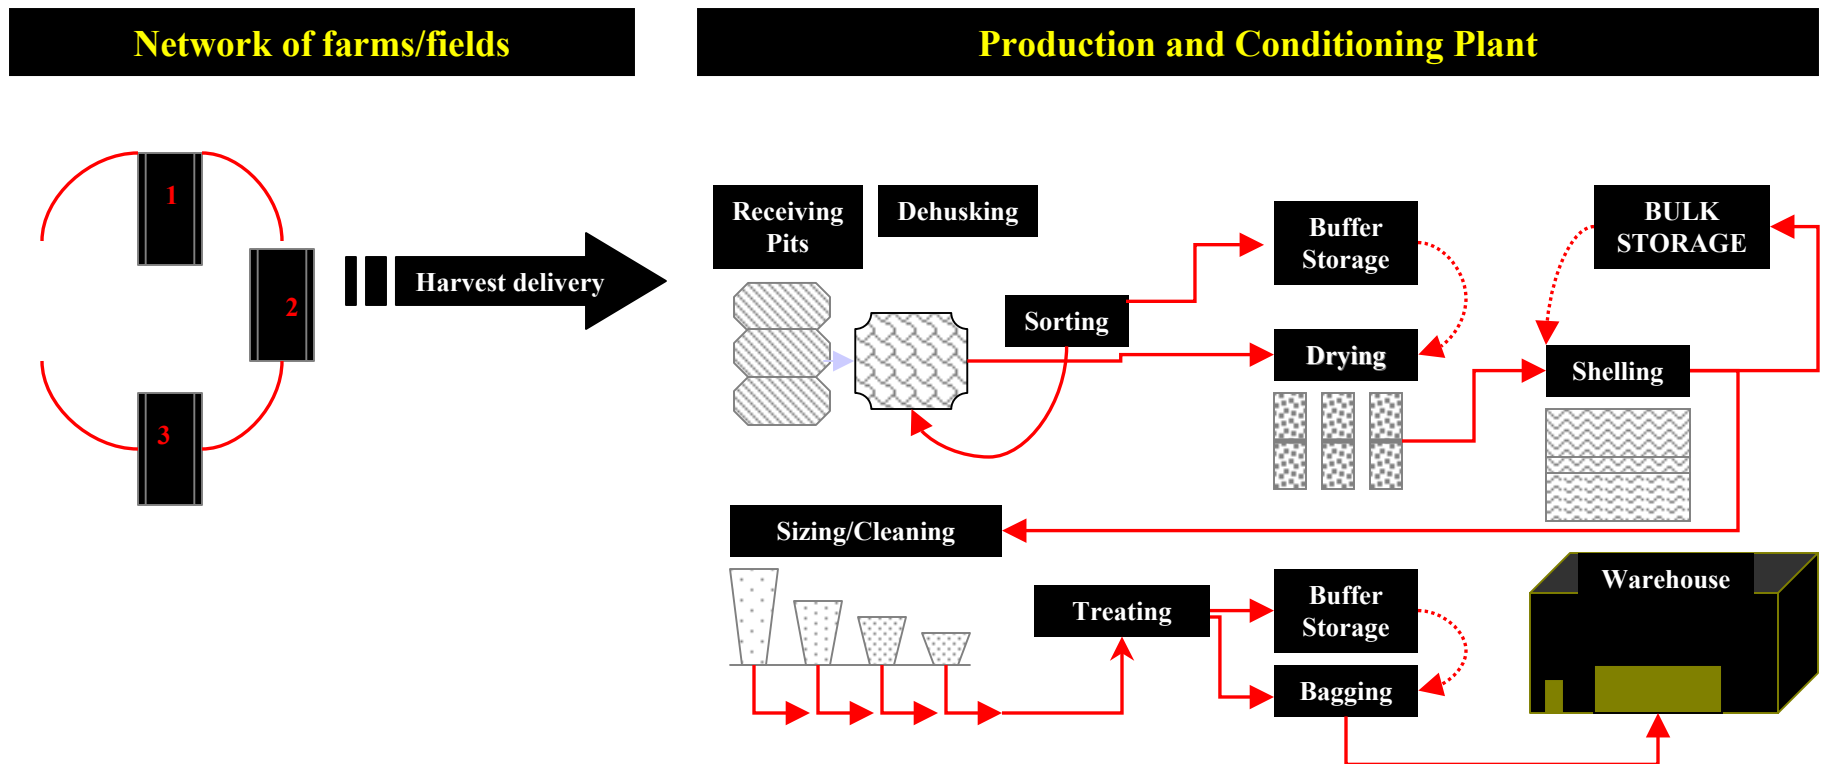 Network of farms/fields
Production and Conditioning Plant
1
2
3
Harvest delivery
Receiving
Pits
Dehusking
Sorting
Buffer
Storage
Drying
BULK
STORAGE
Shelling
Sizing/Cleaning
Treating
Buffer
Storage
Bagging
Warehouse